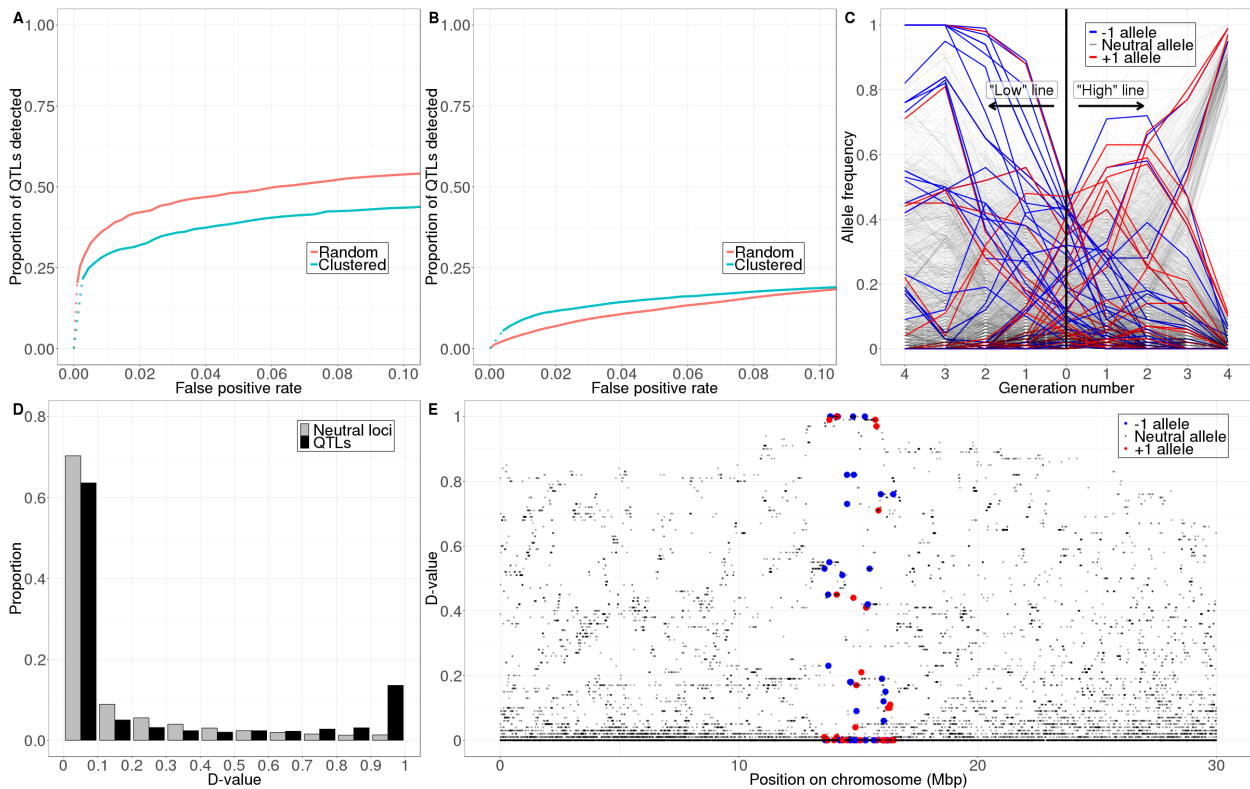 A
1.00
0.75
0.50
0.25
0.00
Proportion of QTLs detected
Random
Clustered
0.00
0.02
0.04
0.06
0.08
0.10
False positive rate
B
1.00
0.75
0.50
0.25
0.00
Proportion of QTLs detected
Random
Clustered
0.00
0.02
0.04
0.06
0.08
0.10
False positive rate
C
1
0.8
0.6
0.4
0.2
0
Allele frequency
-1 allele
Neutral allele
+1 allele
"Low" line
"High" line
4
3
2
1
0
1
2
3
4
Generation number
D
0.8
0.6
0.4
0.2
0.0
Proportion
Neutral loci
QTLs
0
0.1
0.2
0.3
0.4
0.5
0.6
0.7
0.8
0.9
1
D-value
E
1
0.8
0.6
0.4
0.2
0
D-value
-1 allele
Neutral allele
+1 allele
0
10
20
30
Position on chromosome (Mbp)